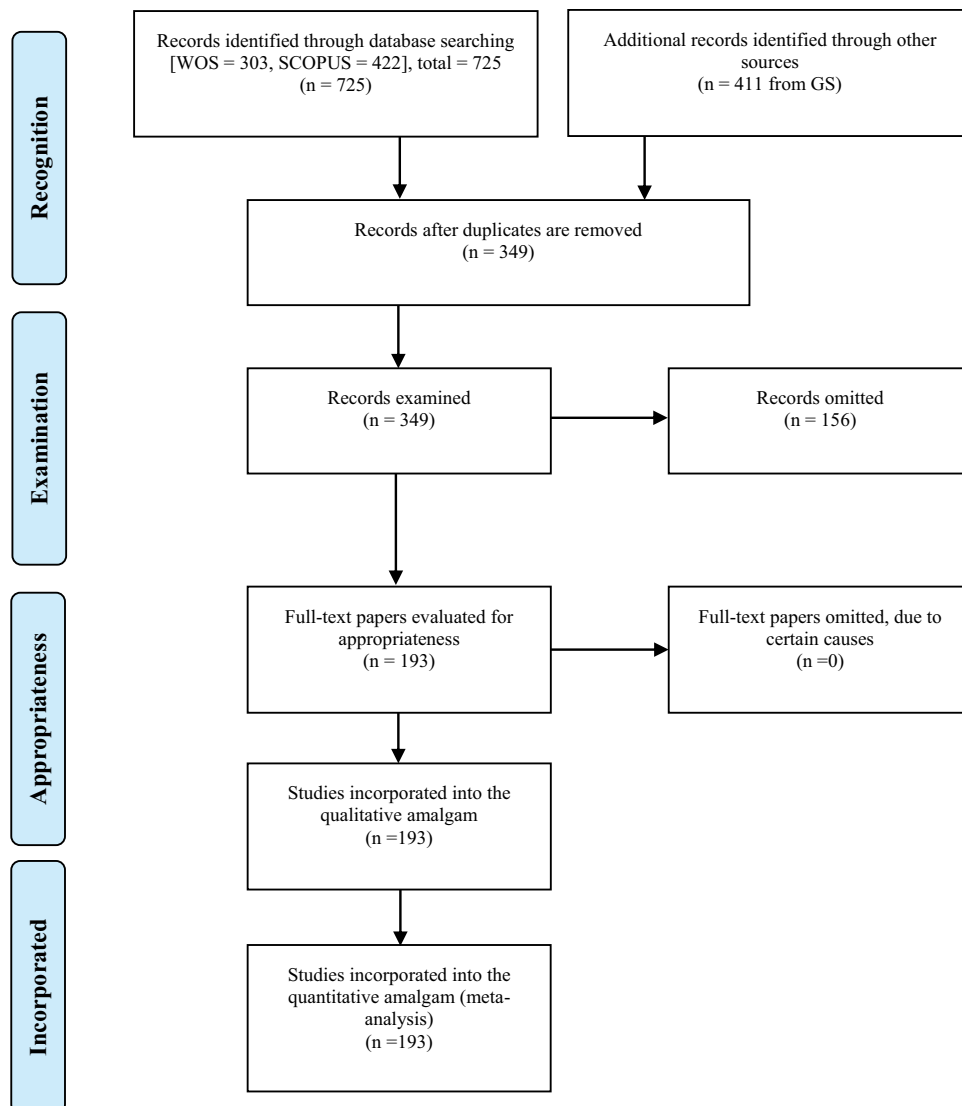 Recognition
Records identified through database searching
[WOS = 303, SCOPUS = 422], total = 725
(n = 725)
Additional records identified through other
sources
(n = 411 from GS)
Records after duplicates are removed
(n = 349)
Examination
Records examined
(n = 349)
Records omitted
(n = 156)
Appropriateness
Full-text papers evaluated for
appropriateness
(n = 193)
Full-text papers omitted, due to
certain causes
(n =0)
Studies incorporated into the
qualitative amalgam
(n =193)
Incorporated
Studies incorporated into the
quantitative amalgam (meta-
analysis)
(n =193)